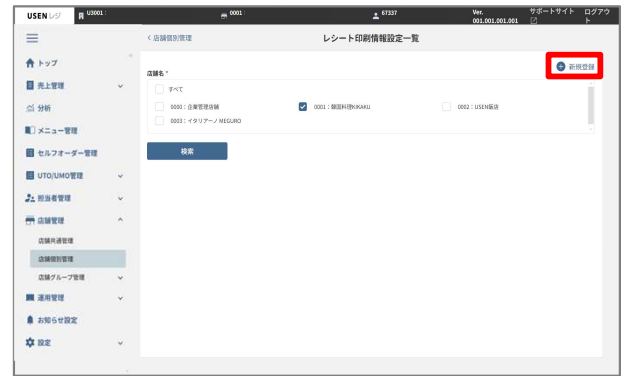 USEN レジ U3001 : 0001 : 67337 Ver. 001.001.001.001 サポートサイト ログアウト
< 店舗個別管理 レシート印刷情報設定一覧
新規登録
トップ
売上管理
分析
メニュー管理
セルフオーダー管理
UTO/UMO管理
担当者管理
店舗管理
店舗共通管理
店舗個別管理
店舗グループ管理
運用管理
お知らせ設定
設定
店舗名 *
すべて
0000 : 企業管理店舗 0001 : 韓国料理KIKAKU 0002 : USEN飯店
0003 : イタリアーノ MEGURO
検索